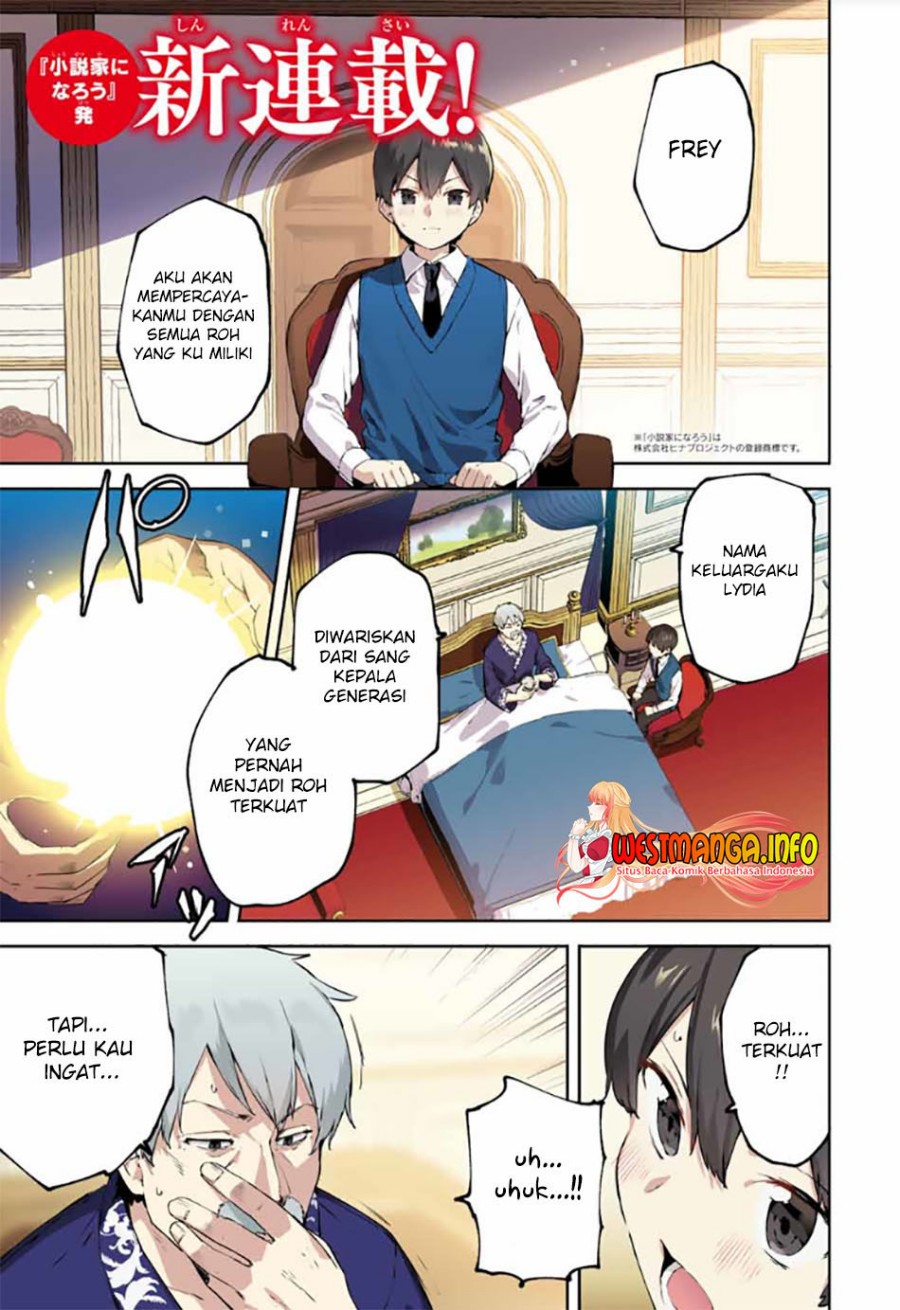 『小説家に
なろう』
発
しん れん さい
新連載!
FREY
AKU AKAN
MEMPERCAYA-
KANMU DENGAN
SEMUA ROH
YANG KU MILIKI
※「小説家になろう」は
株式会社ヒナプロジェクトの登録商標です。
NAMA
KELUARGAKU
LYDIA
DIWARISKAN
DARI SANG
KEPALA
GENERASI
YANG
PERNAH
MENJADI ROH
TERKUAT
WESTMANGA.INFO
Situs Baca Komik Berbahasa Indonesia
ROH...
TERKUAT
!!
uh...
uhuk...!!
TAPI...
PERLU KAU
INGAT...